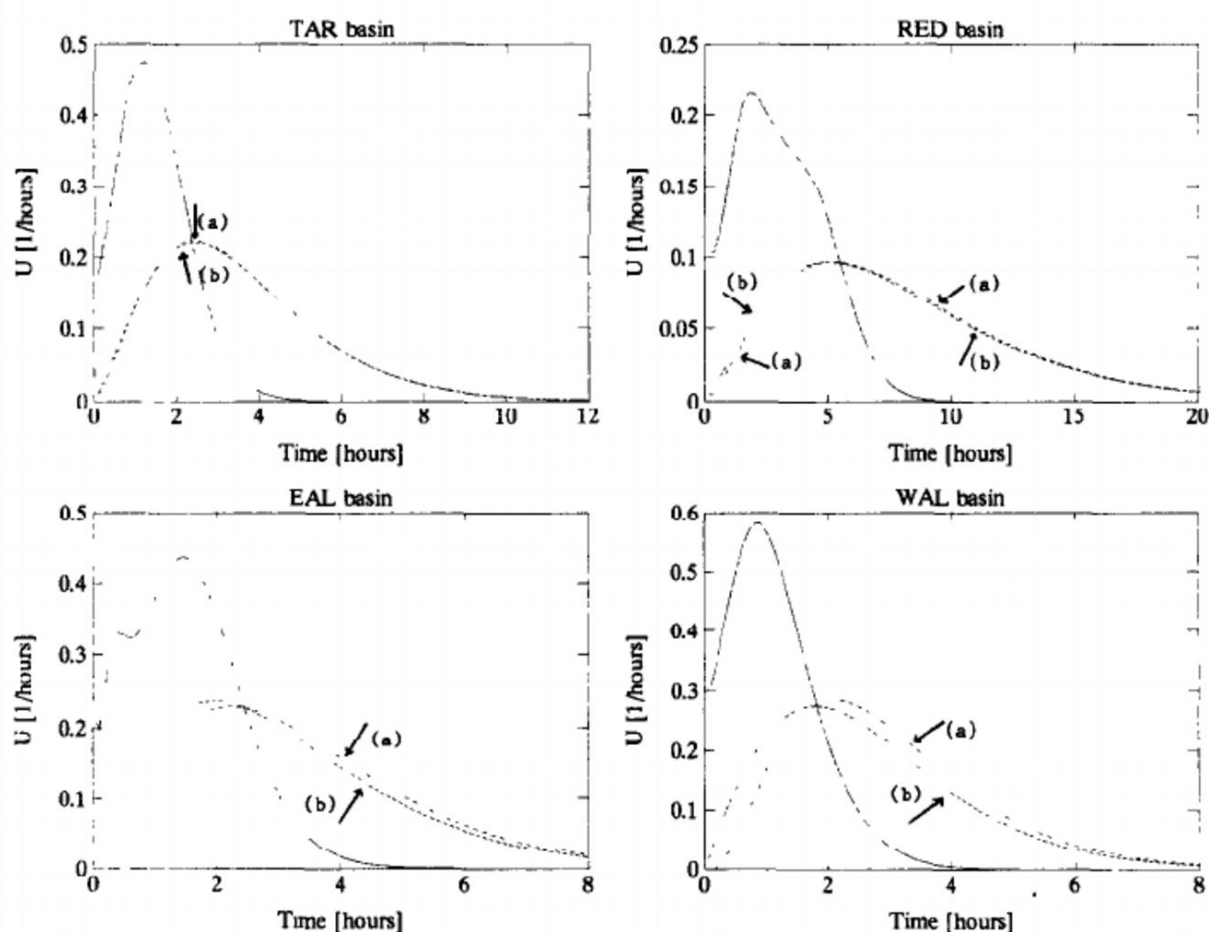 TAR basin
U [1/hours]
0.5
0.4
0.3
0.2
0.1
0
(a)
(b)
0
2
4
6
8
10
12
Time [hours]
RED basin
U [1/hours]
0.25
0.2
0.15
0.1
0.05
0
(b)
(a)
(a)
(b)
0
5
10
15
20
Time [hours]
EAL basin
U [1/hours]
0.5
0.4
0.3
0.2
0.1
0
(a)
(b)
0
2
4
6
8
Time [hours]
WAL basin
U [1/hours]
0.6
0.5
0.4
0.3
0.2
0.1
0
(a)
(b)
0
2
4
6
8
Time [hours]